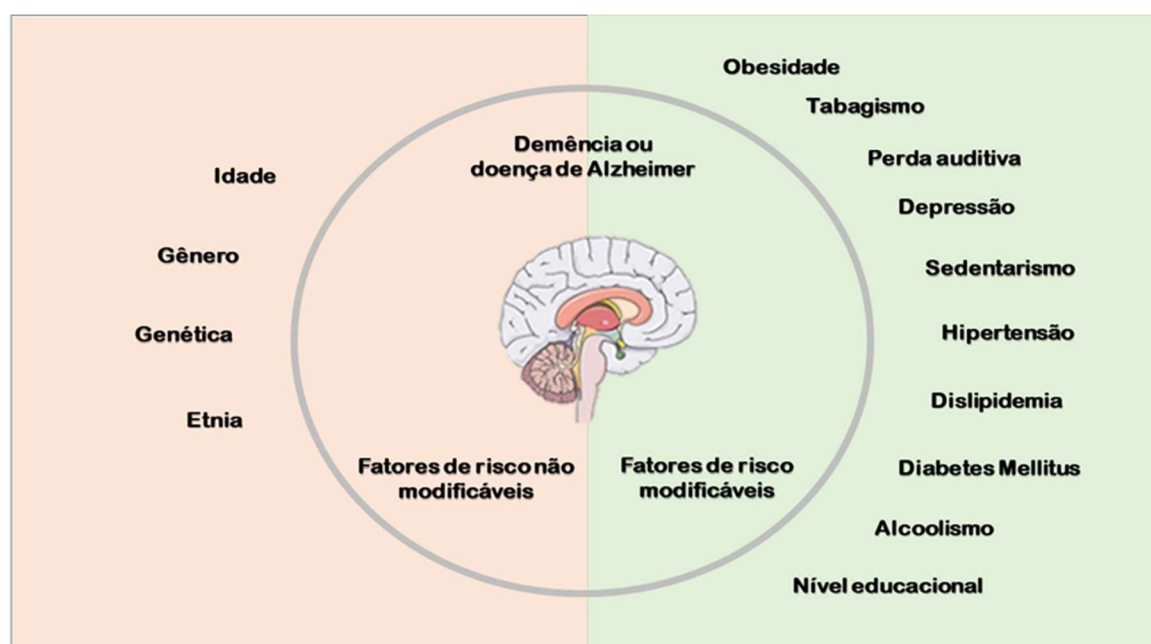 Demência ou
doença de Alzheimer
Idade
Gênero
Genética
Etnia
Fatores de risco não
modificáveis
Fatores de risco
modificáveis
Obesidade
Tabagismo
Perda auditiva
Depressão
Sedentarismo
Hipertensão
Dislipidemia
Diabetes Mellitus
Alcoolismo
Nível educacional